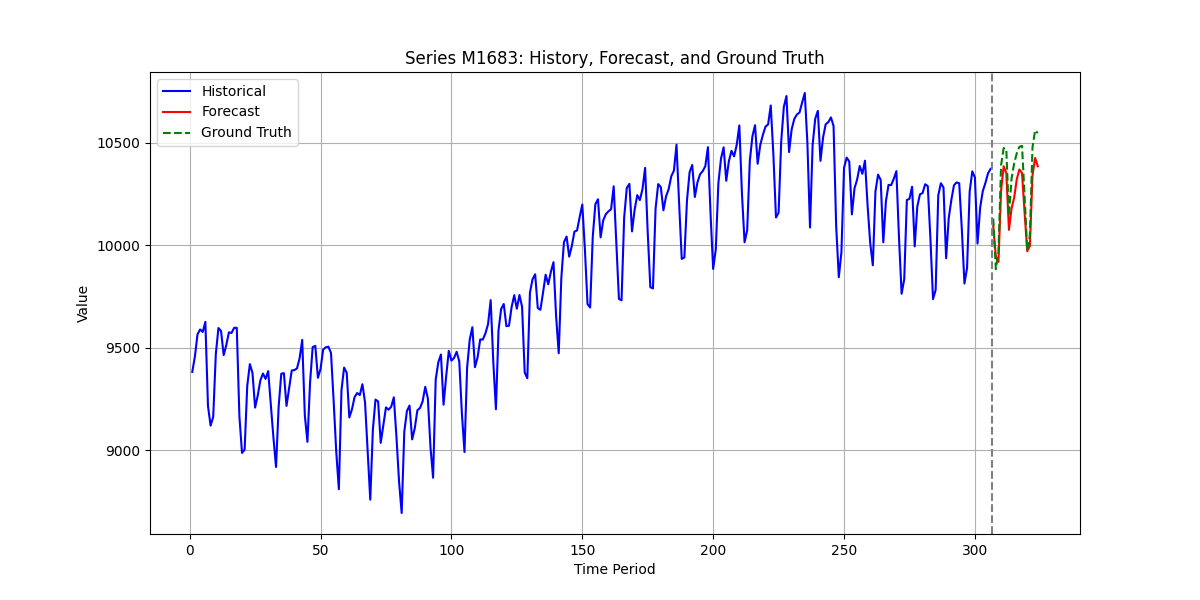 Series M1683: History, Forecast, and Ground Truth
Historical
Forecast
Ground Truth
10500
10000
9500
9000
Value
0 50 100 150 200 250 300
Time Period